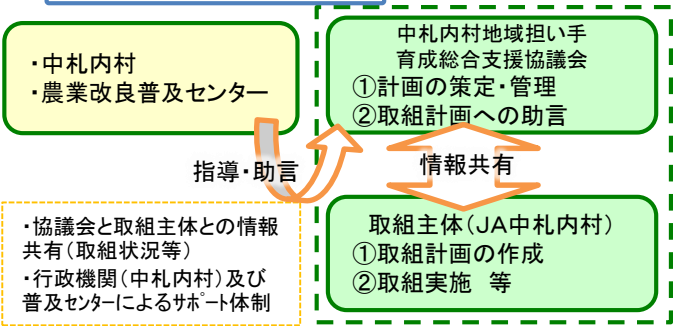 ・中札内村
・農業改良普及センター
中札内村地域担い手
育成総合支援協議会
①計画の策定・管理
②取組計画への助言
指導・助言
情報共有
・協議会と取組主体との情報
共有(取組状況等)
・行政機関(中札内村)及び
普及センターによるサポート体制
取組主体(JA中札内村)
①取組計画の作成
②取組実施 等